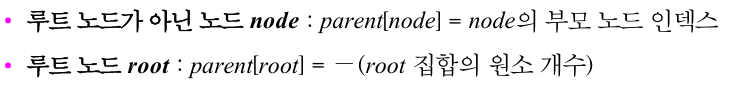 • 루트 노드가 아닌 노드 node : parent[node] = node의 부모 노드 인덱스
• 루트 노드 root : parent[root] = －(root 집합의 원소 개수)